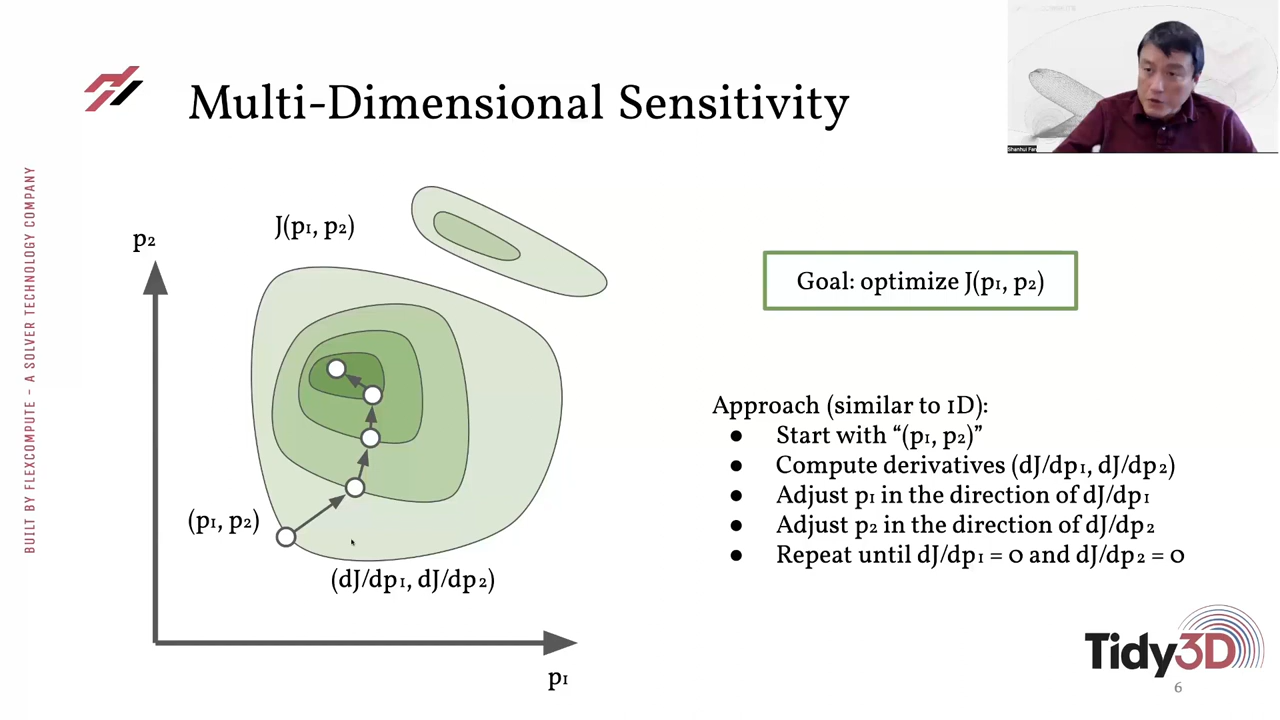 Multi-Dimensional Sensitivity
Shanhui Fan
BUILT BY FLEXCOMPUTE – A SOLVER TECHNOLOGY COMPANY
J(p1, p2)
p2
Goal: optimize J(p1, p2)
Approach (similar to 1D):
● Start with “(p1, p2)”
● Compute derivatives (dJ/dp1, dJ/dp2)
● Adjust p1 in the direction of dJ/dp1
● Adjust p2 in the direction of dJ/dp2
● Repeat until dJ/dp1 = 0 and dJ/dp2 = 0
(p1, p2)
(dJ/dp1, dJ/dp2)
p1
Tidy3D
6